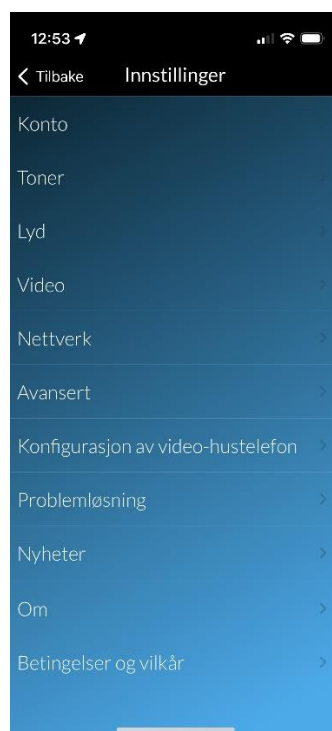 12:53
Tilbake Innstillinger
Konto
Toner
Lyd
Video
Nettverk
Avansert
Konfigurasjon av video-hustelefon
Problemløsning
Nyheter
Om
Betingelser og vilkår